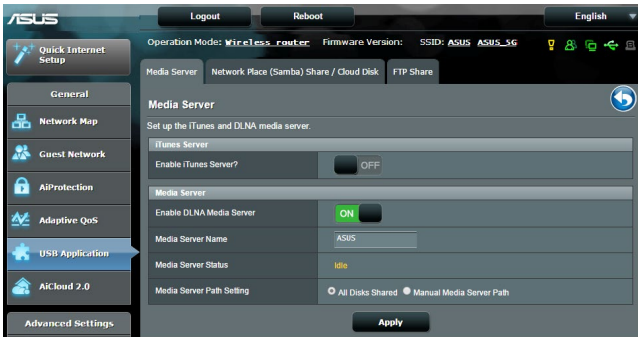 ASUS
Logout
Reboot
English
Operation Mode: Wireless router Firmware Version: SSID: ASUS ASUS_5G
Quick Internet Setup
General
Network Map
Guest Network
AiProtection
Adaptive QoS
USB Application
AiCloud 2.0
Advanced Settings
Media Server
Network Place (Samba) Share / Cloud Disk
FTP Share
Media Server
Set up the iTunes and DLNA media server.
iTunes Server
Enable iTunes Server? OFF
Media Server
Enable DLNA Media Server ON
Media Server Name ASUS
Media Server Status Idle
Media Server Path Setting All Disks Shared Manual Media Server Path
Apply